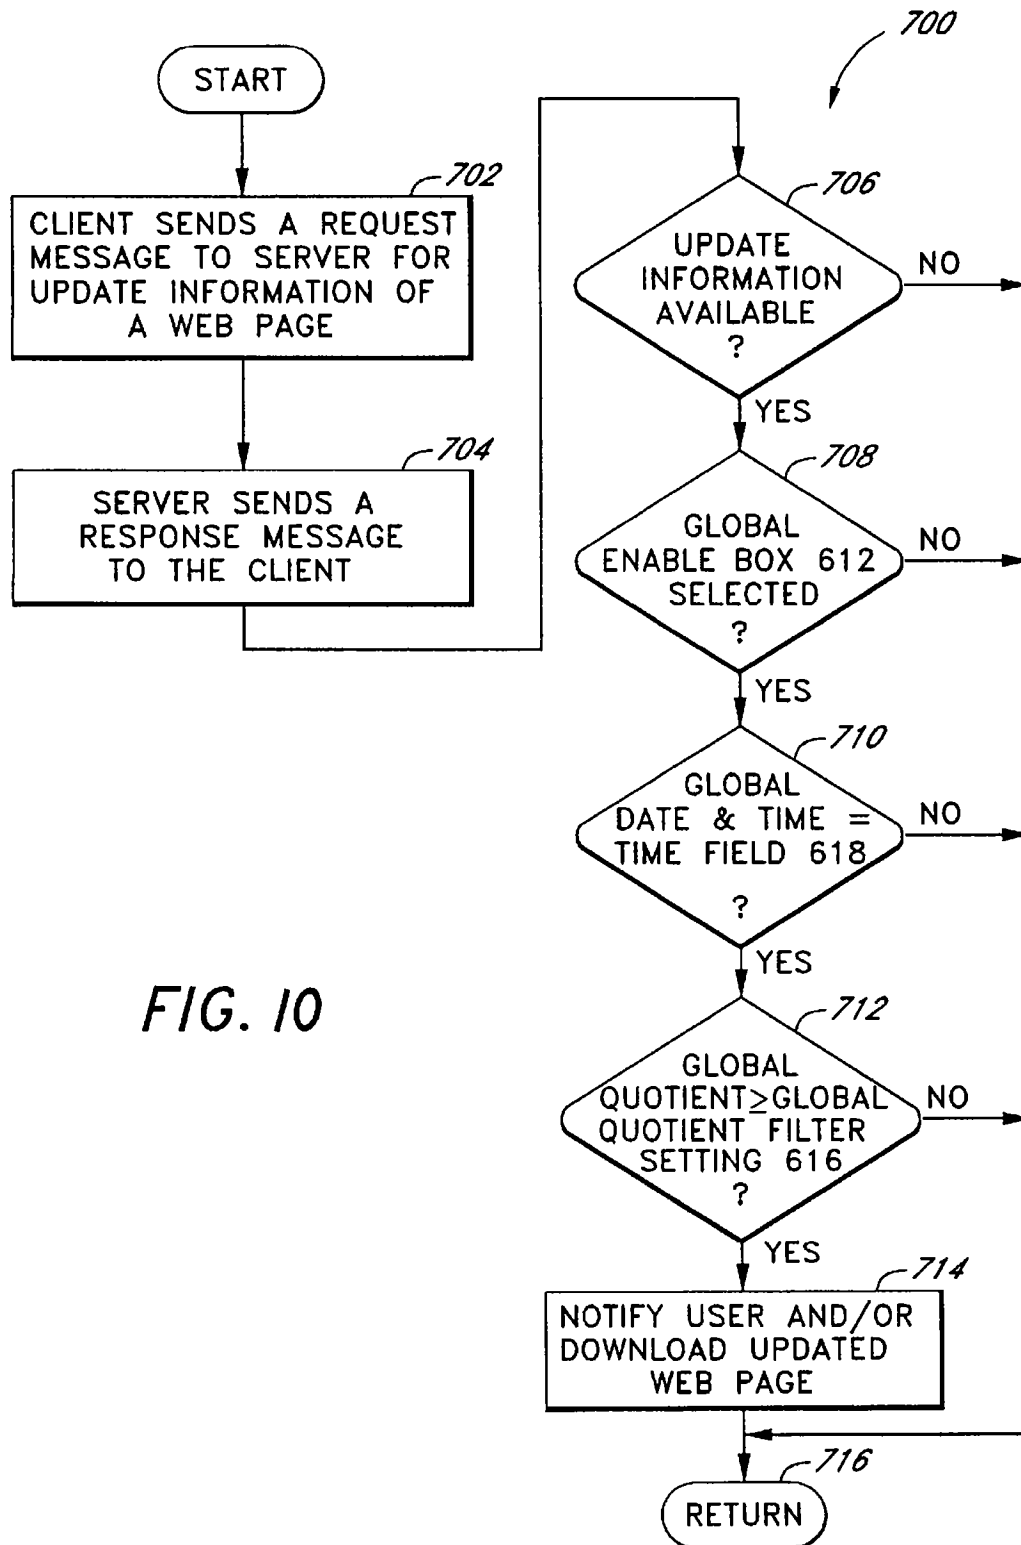 700
START
702
CLIENT SENDS A REQUEST
MESSAGE TO SERVER FOR
UPDATE INFORMATION OF
A WEB PAGE
704
SERVER SENDS A
RESPONSE MESSAGE
TO THE CLIENT
706
UPDATE
INFORMATION
AVAILABLE
?
NO
YES
708
GLOBAL
ENABLE BOX 612
SELECTED
?
NO
YES
710
GLOBAL
DATE & TIME =
TIME FIELD 618
?
NO
YES
712
GLOBAL
QUOTIENT≥GLOBAL
QUOTIENT FILTER
SETTING 616
?
NO
YES
714
NOTIFY USER AND/OR
DOWNLOAD UPDATED
WEB PAGE
716
RETURN
FIG. 10